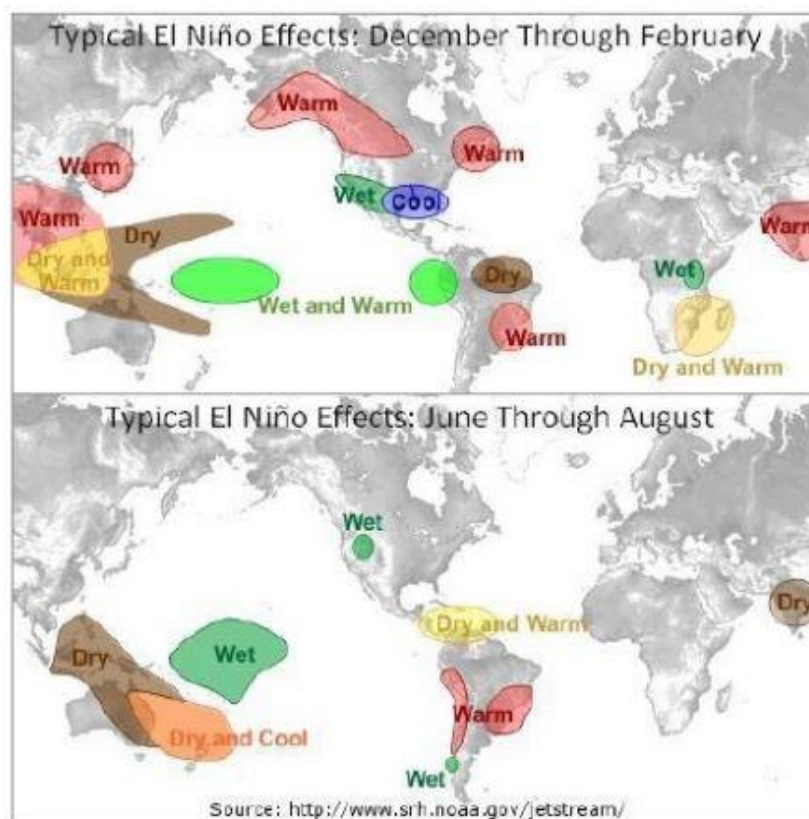 Typical El Niño Effects: December Through February
Warm
Warm
Warm
Wet
Cool
Warm
Dry
Dry and
Warm
Warm
Wet
Dry
Wet and Warm
Warm
Dry and Warm
Typical El Niño Effects: June Through August
Wet
Dry and Warm
Dry
Dry
Wet
Warm
Dry and Cool
Wet
Source: http://www.srh.noaa.gov/jetstream/